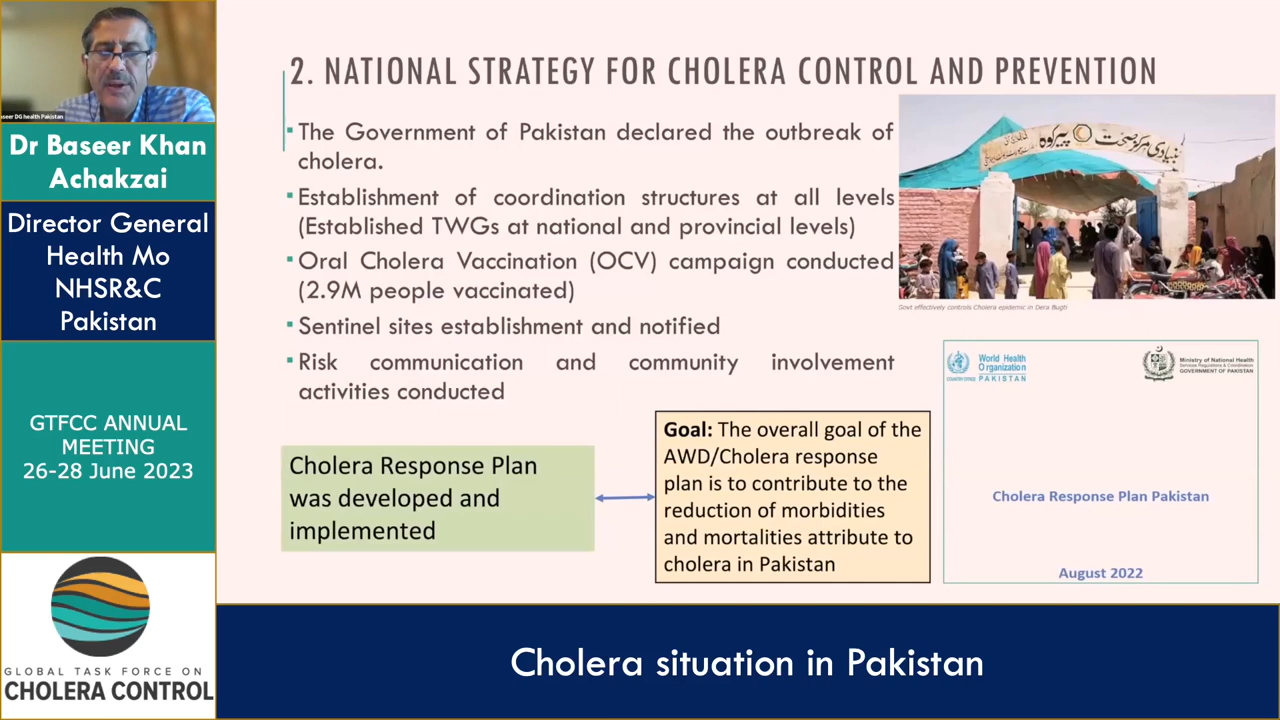 aseer DG health Pakistan
Dr Baseer Khan
Achakzai
Director General
Health Mo
NHSR&C
Pakistan
GTFCC ANNUAL
MEETING
26-28 June 2023
GLOBAL TASK FORCE ON
CHOLERA CONTROL
2. NATIONAL STRATEGY FOR CHOLERA CONTROL AND PREVENTION
The Government of Pakistan declared the outbreak of
cholera.
Establishment of coordination structures at all levels
(Established TWGs at national and provincial levels)
Oral Cholera Vaccination (OCV) campaign conducted
(2.9M people vaccinated)
Sentinel sites establishment and notified
Risk communication and community involvement
activities conducted
Cholera Response Plan
was developed and
implemented
Goal: The overall goal of the
AWD/Cholera response
plan is to contribute to the
reduction of morbidities
and mortalities attribute to
cholera in Pakistan
بنیادی مرکز صحت پیرکوہ
Govt effectively controls Cholera epidemic in Dera Bugti
World Health
Organization
PAKISTAN
Ministry of National Health
Services Regulations & Coordination
GOVERNMENT OF PAKISTAN
Cholera Response Plan Pakistan
August 2022
Cholera situation in Pakistan